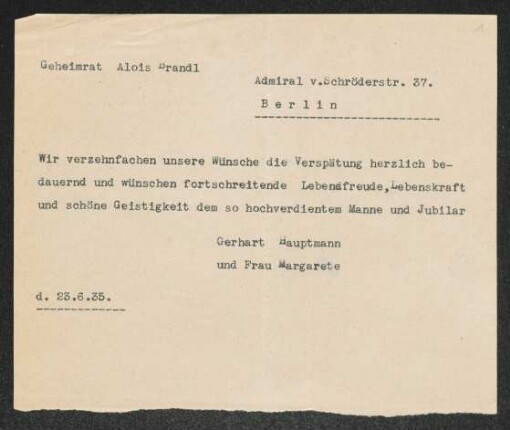 1
Geheimrat Alois Brandl
Admiral v.Schröderstr. 37.
B e r l i n
Wir verzehnfachen unsere Wünsche die Verspätung herzlich be-
dauernd und wünschen fortschreitende Lebensfreude,Lebenskraft
und schöne Geistigkeit dem so hochverdientem Manne und Jubilar
Gerhart Hauptmann
und Frau Margarete
d. 23.6.35.